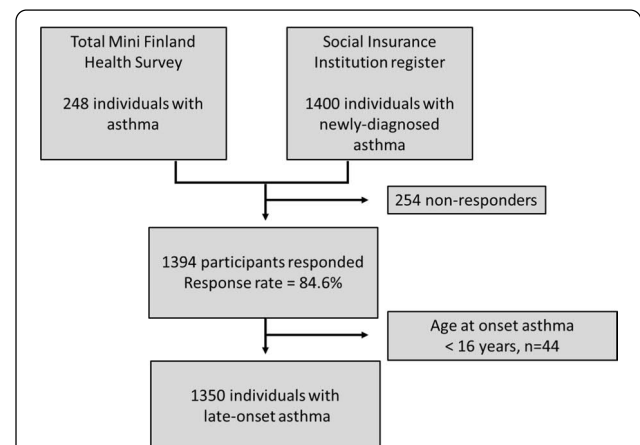 Total Mini Finland
Health Survey
248 individuals with
asthma
Social Insurance
Institution register
1400 individuals with
newly-diagnosed
asthma
254 non-responders
1394 participants responded
Response rate = 84.6%
Age at onset asthma
< 16 years, n=44
1350 individuals with
late-onset asthma